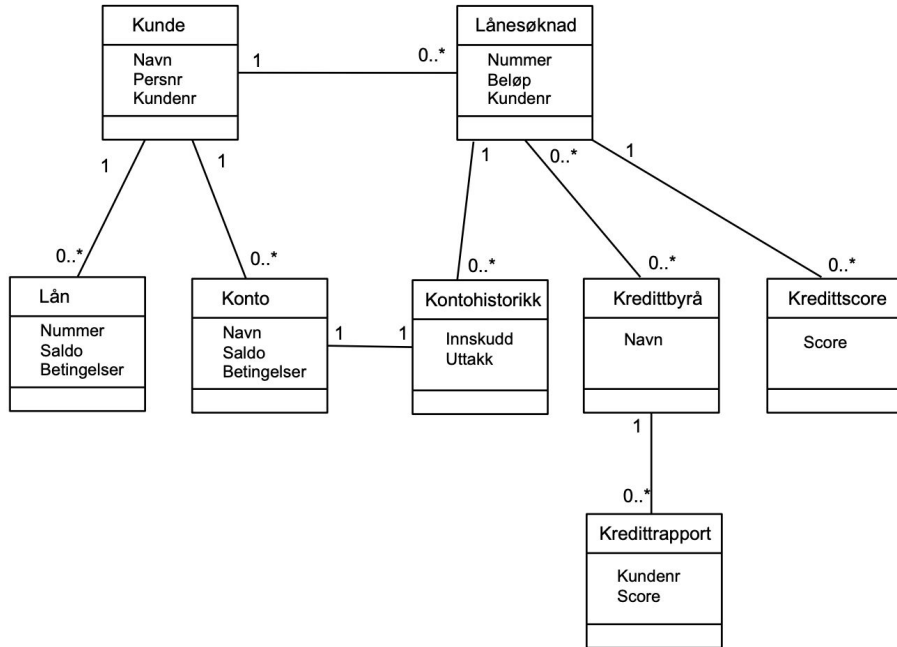 Kunde
Navn
Persnr
Kundenr
1
0..*
Lånesøknad
Nummer
Beløp
Kundenr
1
1
1
0..*
1
0..*
0..*
0..*
0..*
0..*
Lån
Nummer
Saldo
Betingelser
Konto
Navn
Saldo
Betingelser
1
1
Kontohistorikk
Innskudd
Uttakk
Kredittbyrå
Navn
Kredittscore
Score
1
0..*
Kredittrapport
Kundenr
Score